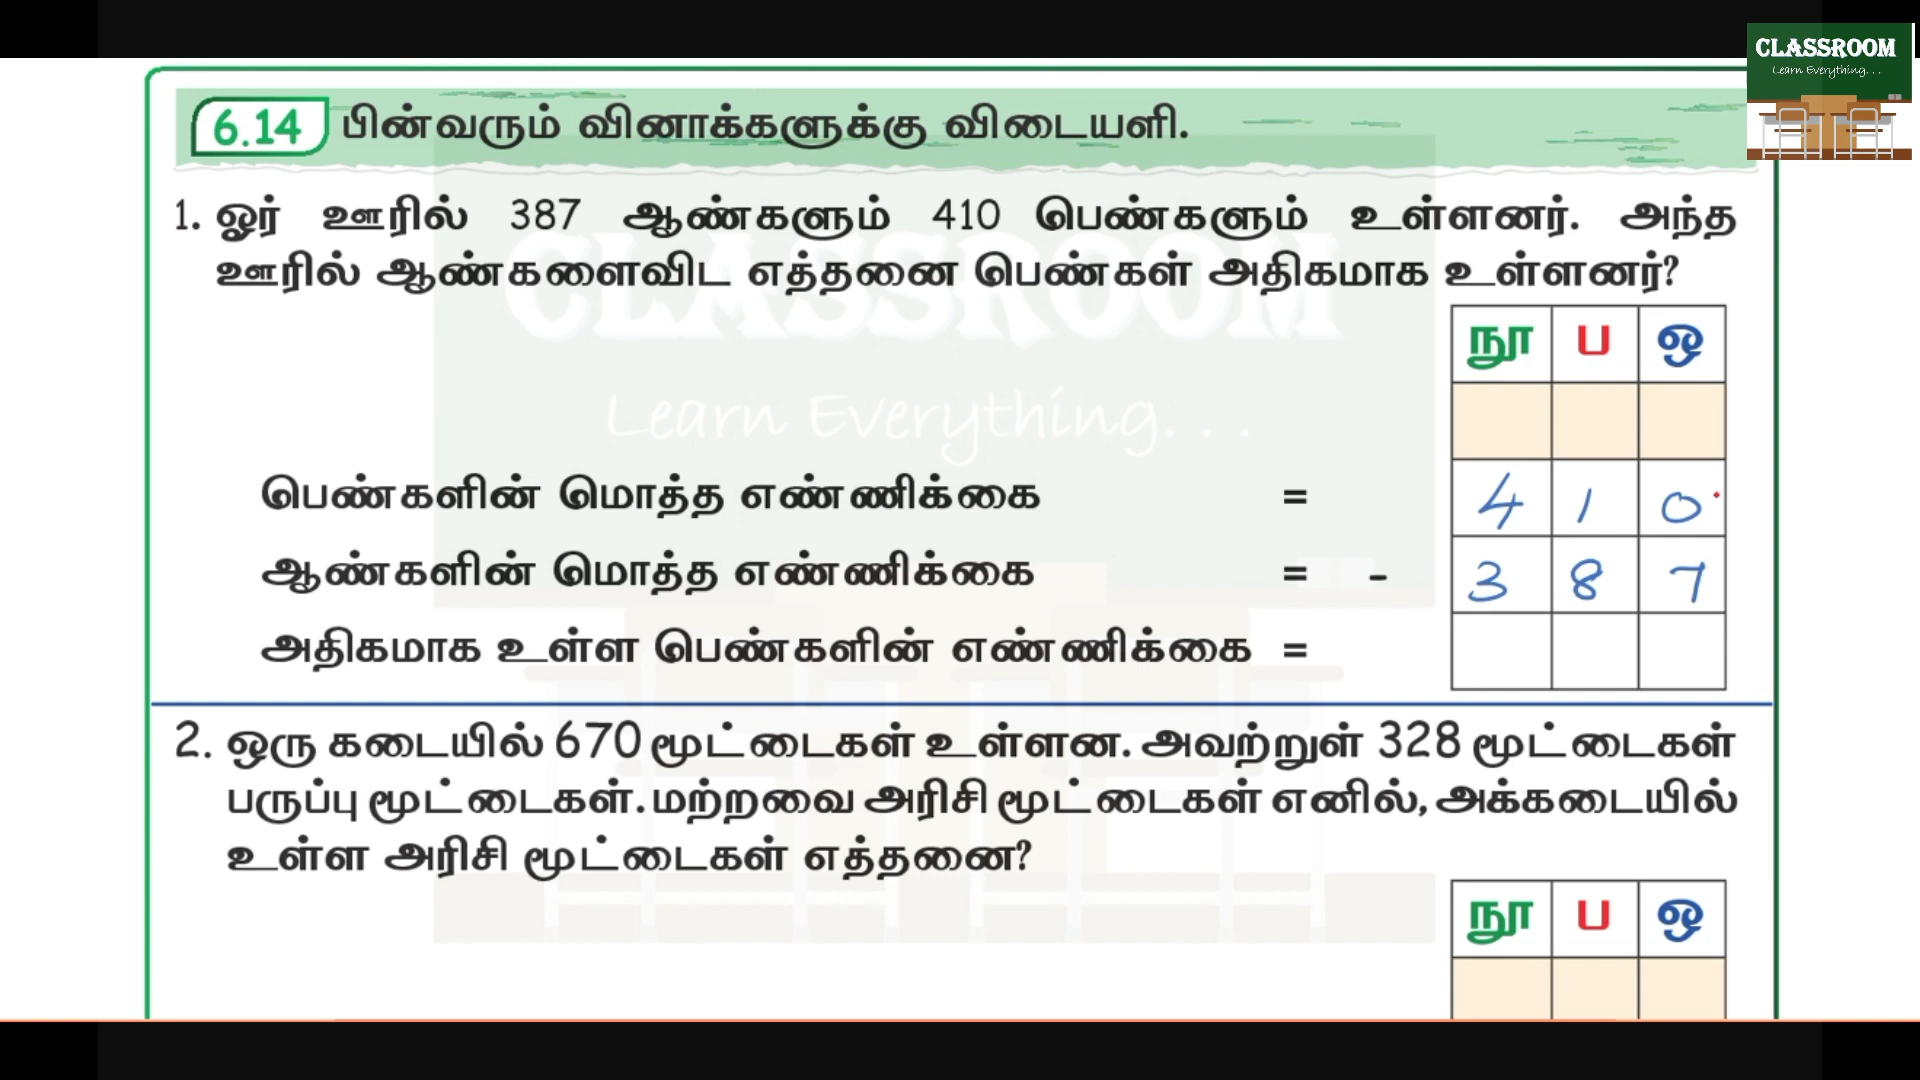 CLASSROOM
Learn Everything...
6.14 பின்வரும் வினாக்களுக்கு விடையளி.
1. ஓர் ஊரில் 387 ஆண்களும் 410 பெண்களும் உள்ளனர். அந்த
ஊரில் ஆண்களைவிட எத்தனை பெண்கள் அதிகமாக உள்ளனர்?
CLASSROOM
Learn Everything...
நூ ப ஒ
பெண்களின் மொத்த எண்ணிக்கை = 4 1 0
ஆண்களின் மொத்த எண்ணிக்கை = - 3 8 7
அதிகமாக உள்ள பெண்களின் எண்ணிக்கை =
2. ஒரு கடையில் 670 மூட்டைகள் உள்ளன. அவற்றுள் 328 மூட்டைகள்
பருப்பு மூட்டைகள். மற்றவை அரிசி மூட்டைகள் எனில், அக்கடையில்
உள்ள அரிசி மூட்டைகள் எத்தனை?
நூ ப ஒ